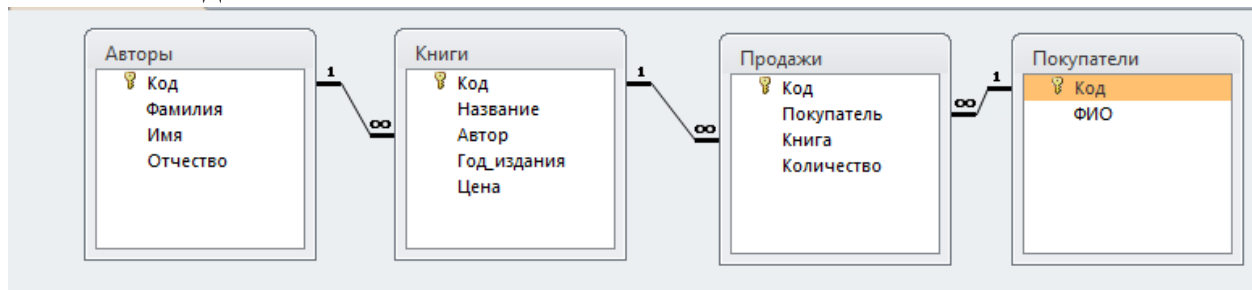 Авторы
Код
Фамилия
Имя
Отчество
1
∞
Книги
Код
Название
Автор
Год_издания
Цена
1
∞
Продажи
Код
Покупатель
Книга
Количество
∞
1
Покупатели
Код
ФИО